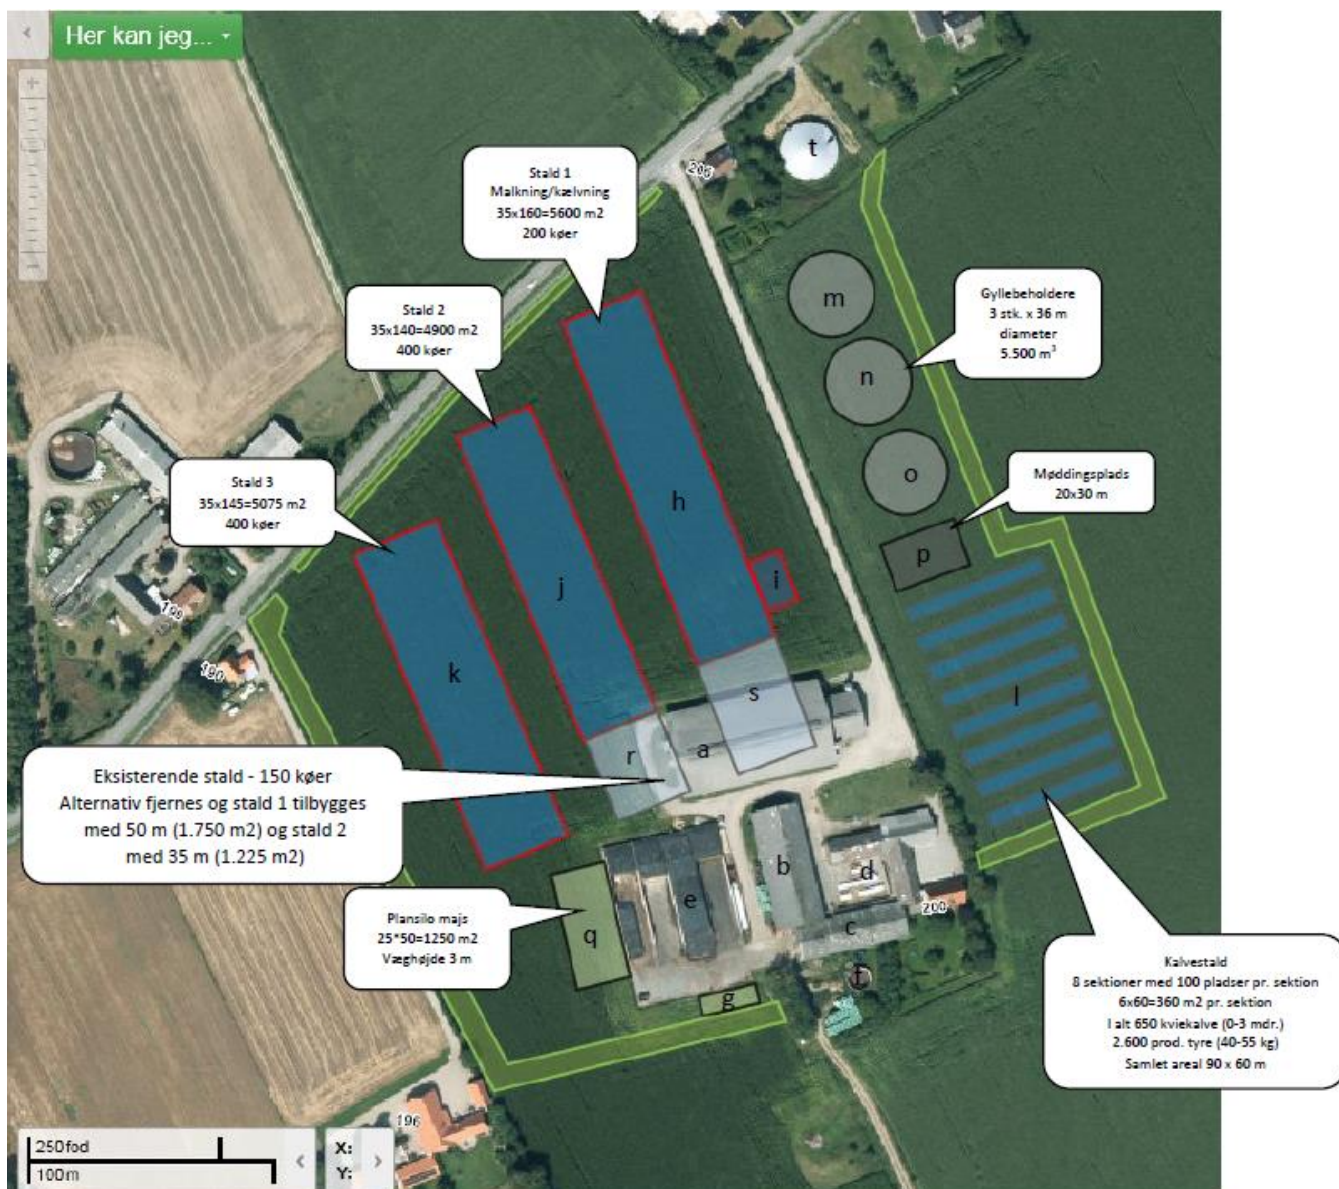 Her kan jeg...
Stald 1
Malkning/kælvning
35x160=5600 m2
200 køer
Stald 2
35x140=4900 m2
400 køer
Stald 3
35x145=5075 m2
400 køer
Gyllebeholdere
3 stk. x 36 m
diameter
5.500 m³
Møddingsplads
20x30 m
Eksisterende stald - 150 køer
Alternativ fjernes og stald 1 tilbygges
med 50 m (1.750 m2) og stald 2
med 35 m (1.225 m2)
Plansilo majs
25*50=1250 m2
Væghøjde 3 m
Kalvestald
8 sektioner med 100 pladser pr. sektion
6x60=360 m2 pr. sektion
I alt 650 kviekalve (0-3 mdr.)
2.600 prod. tyre (40-55 kg)
Samlet areal 90 x 60 m
t
m
n
o
p
h
i
j
k
l
s
r
a
b
d
e
c
q
f
g
190
200
196
250fod
100m
X:
Y: